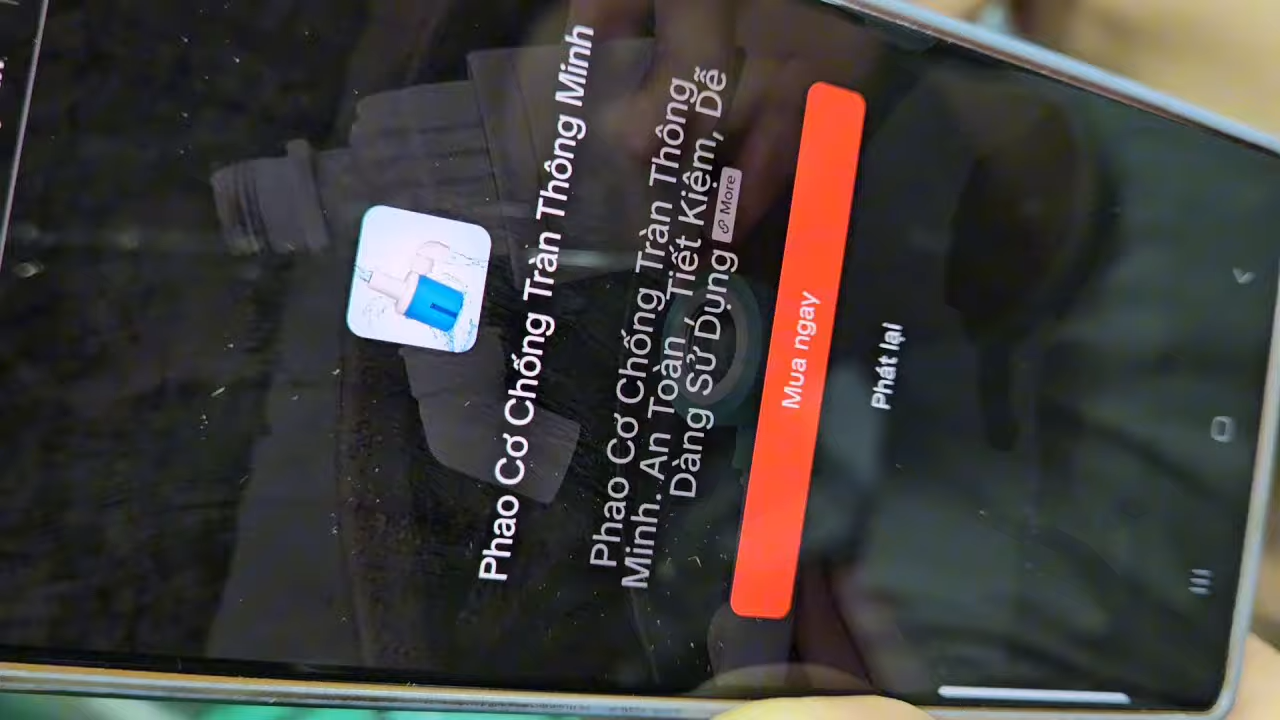 Phao Cơ Chống Tràn Thông Minh
Phao Cơ Chống Tràn Thông
Minh. An Toàn, Tiết Kiệm, Dễ
Dàng Sử Dụng More
Mua ngay
Phát lại